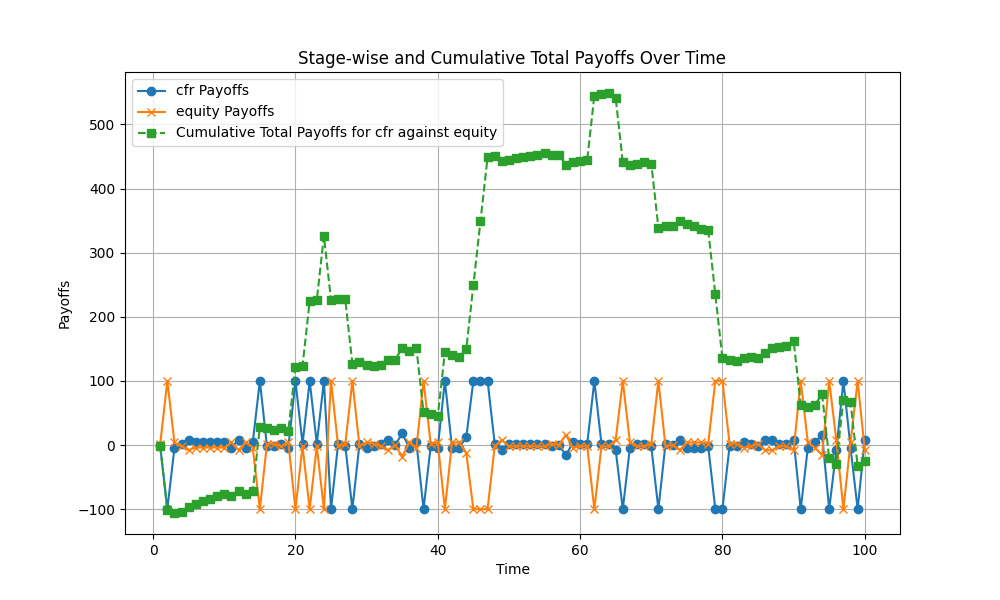 Stage-wise and Cumulative Total Payoffs Over Time
cfr Payoffs
equity Payoffs
Cumulative Total Payoffs for cfr against equity
500
400
300
200
100
0
−100
Payoffs
0 20 40 60 80 100
Time